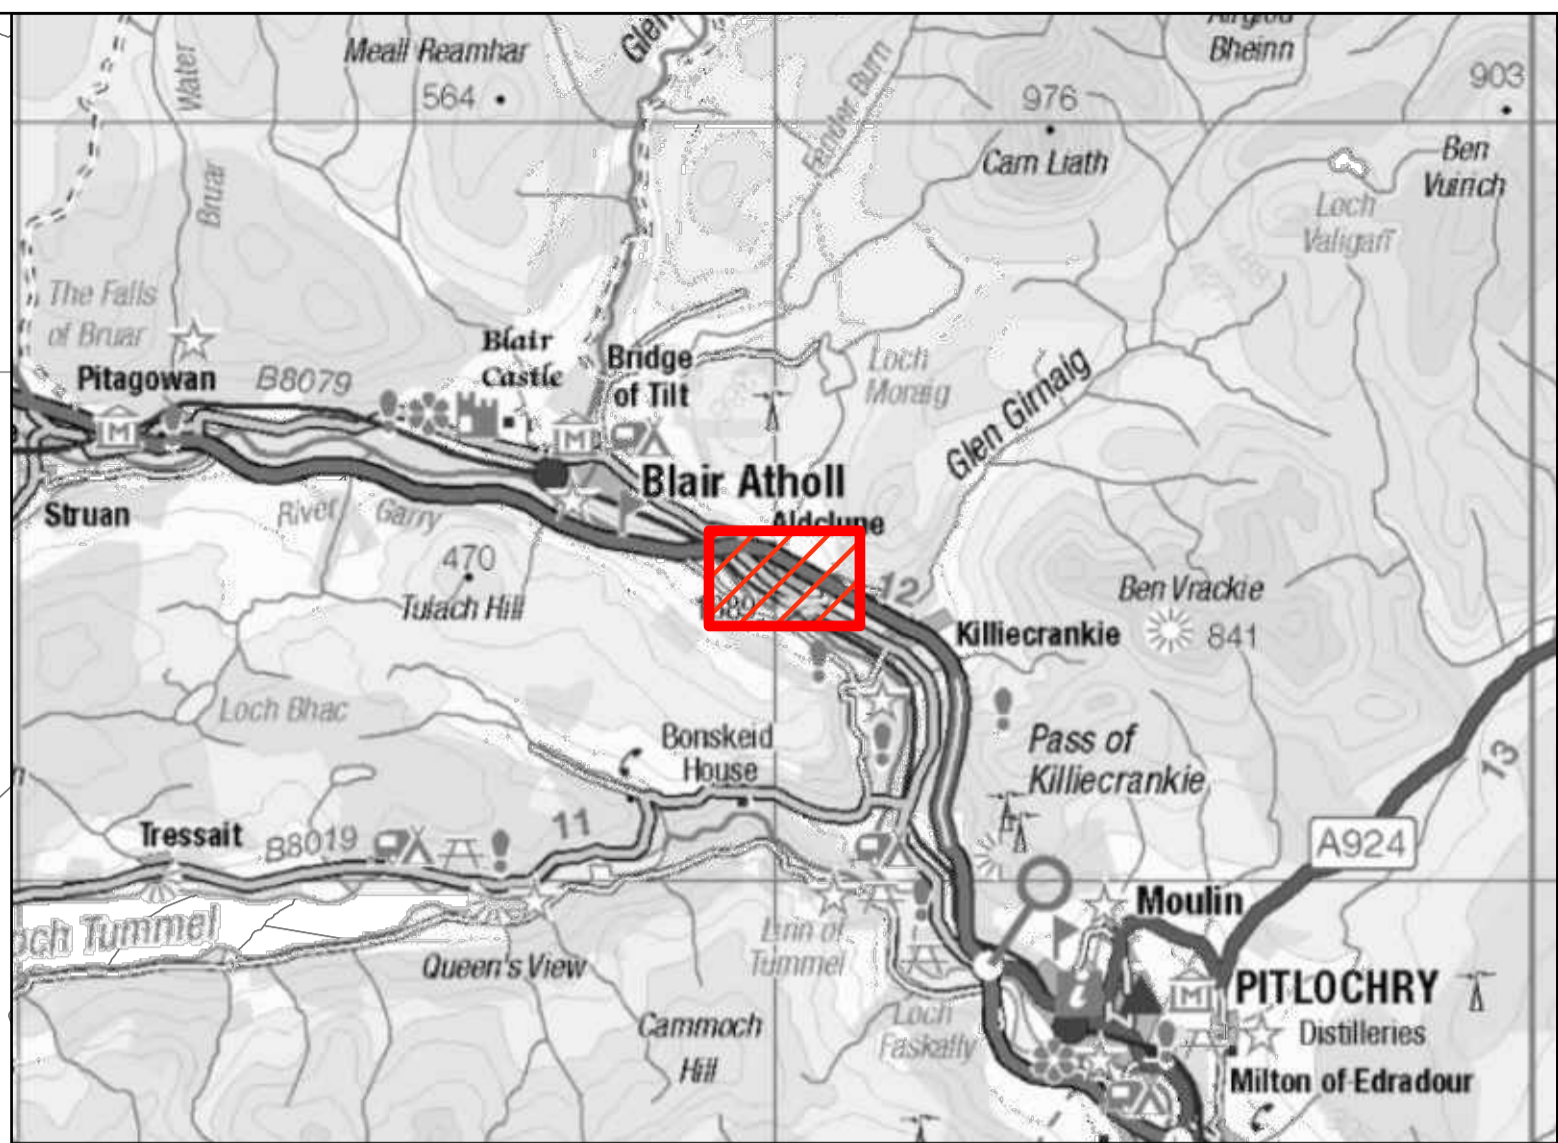 Meall Reamhar
564
Glen
Fender Burn
Bheinn
976
903
Carn Liath
Ben
Vuirich
Loch
Valigan
Water
Bruar
The Falls
of Bruar
Pitagowan
B8079
Blair
Castle
Bridge
of Tilt
Loch
Moraig
Glen Girnaig
Blair Atholl
Struan
River Garry
Aldclune
470
Tulach Hill
1689
12
Ben Vrackie
841
Killiecrankie
Loch Bhac
Bonskeid
House
Pass of
Killiecrankie
13
Tressait
B8019
11
A924
Moulin
och Tummel
Queen's View
Linn of
Tummel
PITLOCHRY
Distilleries
Cammoch
Hill
Loch
Faskally
Milton of Edradour